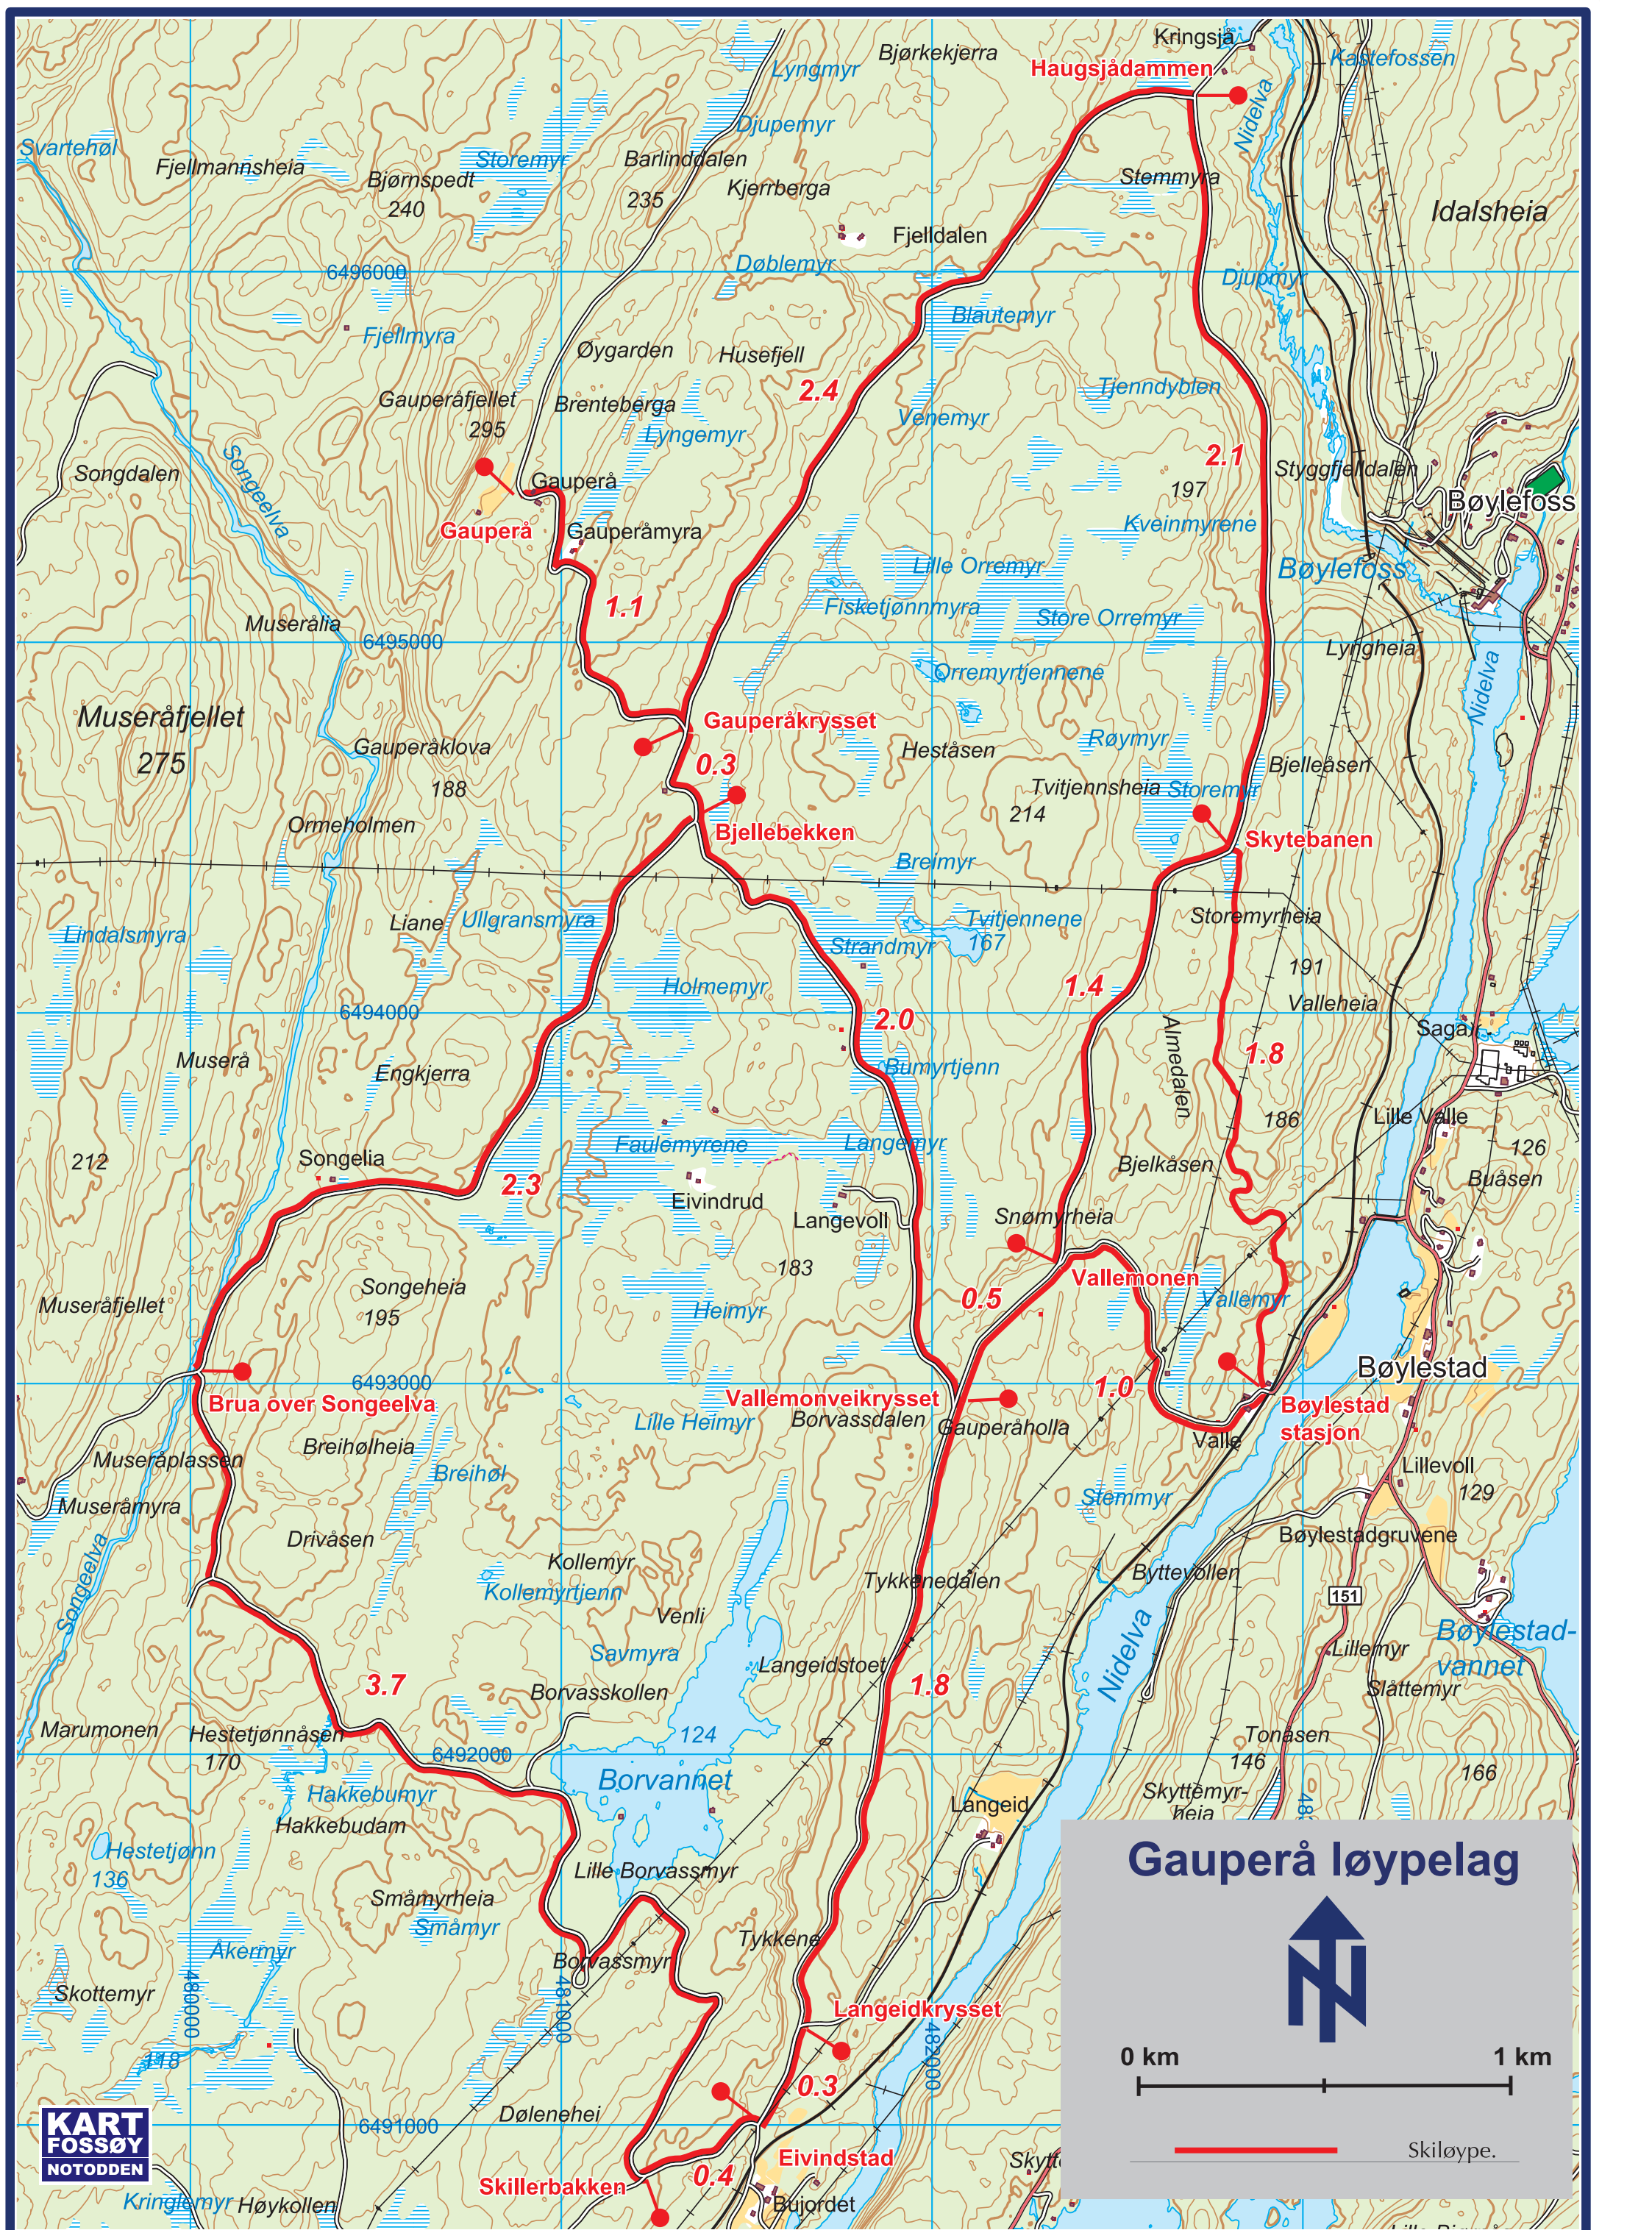 Kringsjå
Bjørkekjerra
Kastefossen
Lyngmyr
Haugsjådammen
Nidelva
Djupemyr
Svartehøl
Fjellmannsheia
Storemyr
Barlinddalen
Bjørnspedt
240
235
Kjerrberga
Stemmyra
Idalsheia
Fjelldalen
Døblemyr
6496000
Djupmyr
Blautemyr
Fjellmyra
Øygarden
Husefjell
2.4
Tjenndyblen
Gauperåfjellet
295
Brenteberga
Lyngemyr
Venemyr
2.1
Styggfjelldalen
Songdalen
Songeelva
Gauperå
197
Bøylefoss
Gauperå
Gauperåmyra
Kveinmyrene
Bøylefoss
Lille Orremyr
1.1
Fisketjønnmyra
Store Orremyr
Muserålia
6495000
Lyngheia
Nidelva
Orremyrtjennene
Museråfjellet
275
Gauperåkrysset
Gauperåklova
188
0.3
Heståsen
Røymyr
Bjelleåsen
Tvitjennsheia
Storemyr
214
Ormeholmen
Bjellebekken
Skytebanen
Breimyr
Liane
Ullgransmyra
Tvitjennene
167
Storemyrheia
Lindalsmyra
Strandmyr
191
Holmemyr
1.4
Valleheia
6494000
2.0
Sagajr.
Almedalen
1.8
Muserå
Engkjerra
Bumyrtjenn
186
Lille Valle
Faulemyrene
Langemyr
126
212
Songelia
2.3
Bjelkåsen
Buåsen
Eivindrud
Langevoll
Snømyrheia
183
Songeheia
195
Vallemonen
Museråfjellet
0.5
Heimyr
Vallemyr
Bøylestad
6493000
1.0
Brua over Songeelva
Vallemonveikrysset
Lille Heimyr
Borvassdalen
Gauperåholla
Bøylestad
stasjon
Valle
Museråplassen
Breihølheia
Breihøl
Lillevoll
129
Museråmyra
Stemmyr
Drivåsen
Bøylestadgruvene
Kollemyr
Kollemyrtjenn
Tykkenedalen
Byttevollen
151
Songeelva
Venli
Nidelva
Bøylestad-
vannet
Savmyra
Langeidstoet
Lillemyr
3.7
Borvasskollen
1.8
Slåttemyr
Marumonen
Hestetjønnåsen
170
124
Tonåsen
146
6492000
166
Borvannet
Hakkebumyr
Langeid
Skyttemyr-
heia
Hakkebudam
Hestetjønn
136
Lille Borvassmyr
Gauperå løypelag
Småmyrheia
Småmyr
Tykkene
Åkermyr
Borvassmyr
Skottemyr
480000
481000
Langeidkrysset
482000
N
118
0 km
1 km
0.3
Dølenehei
6491000
KART
FOSSØY
NOTODDEN
Eivindstad
Skiløype.
Skillerbakken
0.4
Kringlemyr
Høykollen
Bujordet